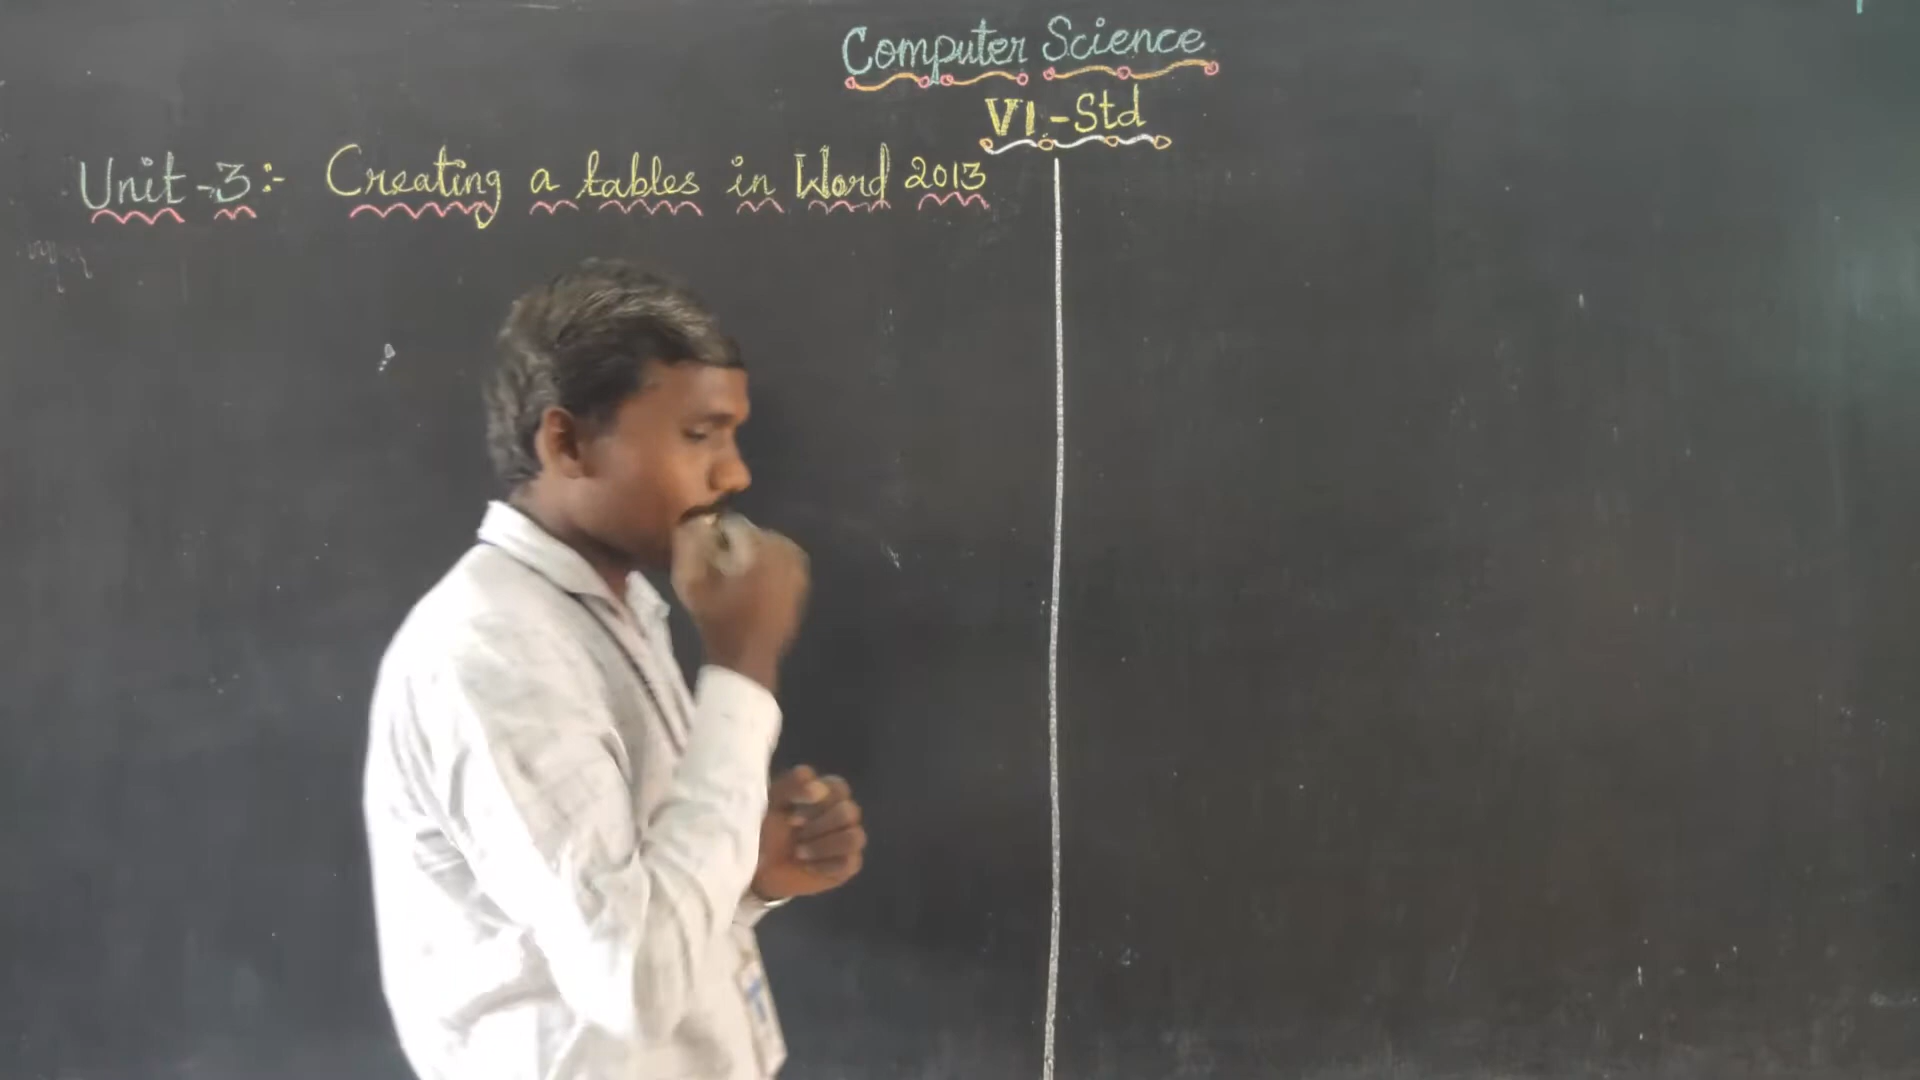 Computer Science
VI-Std
Unit-3:- Creating a tables in Word 2013